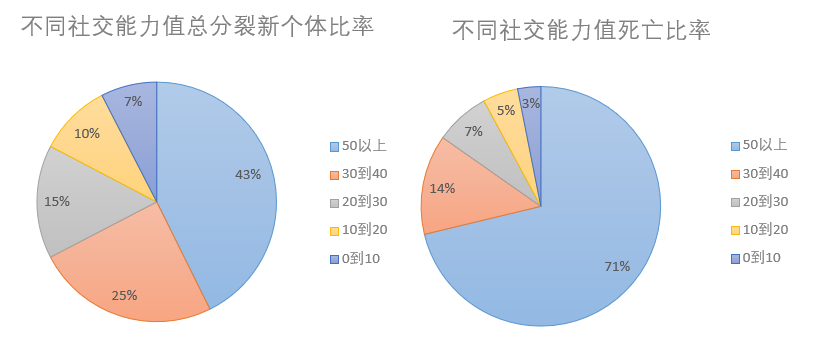 不同社交能力值总分裂新个体比率
7%
10%
15%
25%
43%
50以上
30到40
20到30
10到20
0到10
不同社交能力值死亡比率
3%
5%
7%
14%
71%
50以上
30到40
20到30
10到20
0到10